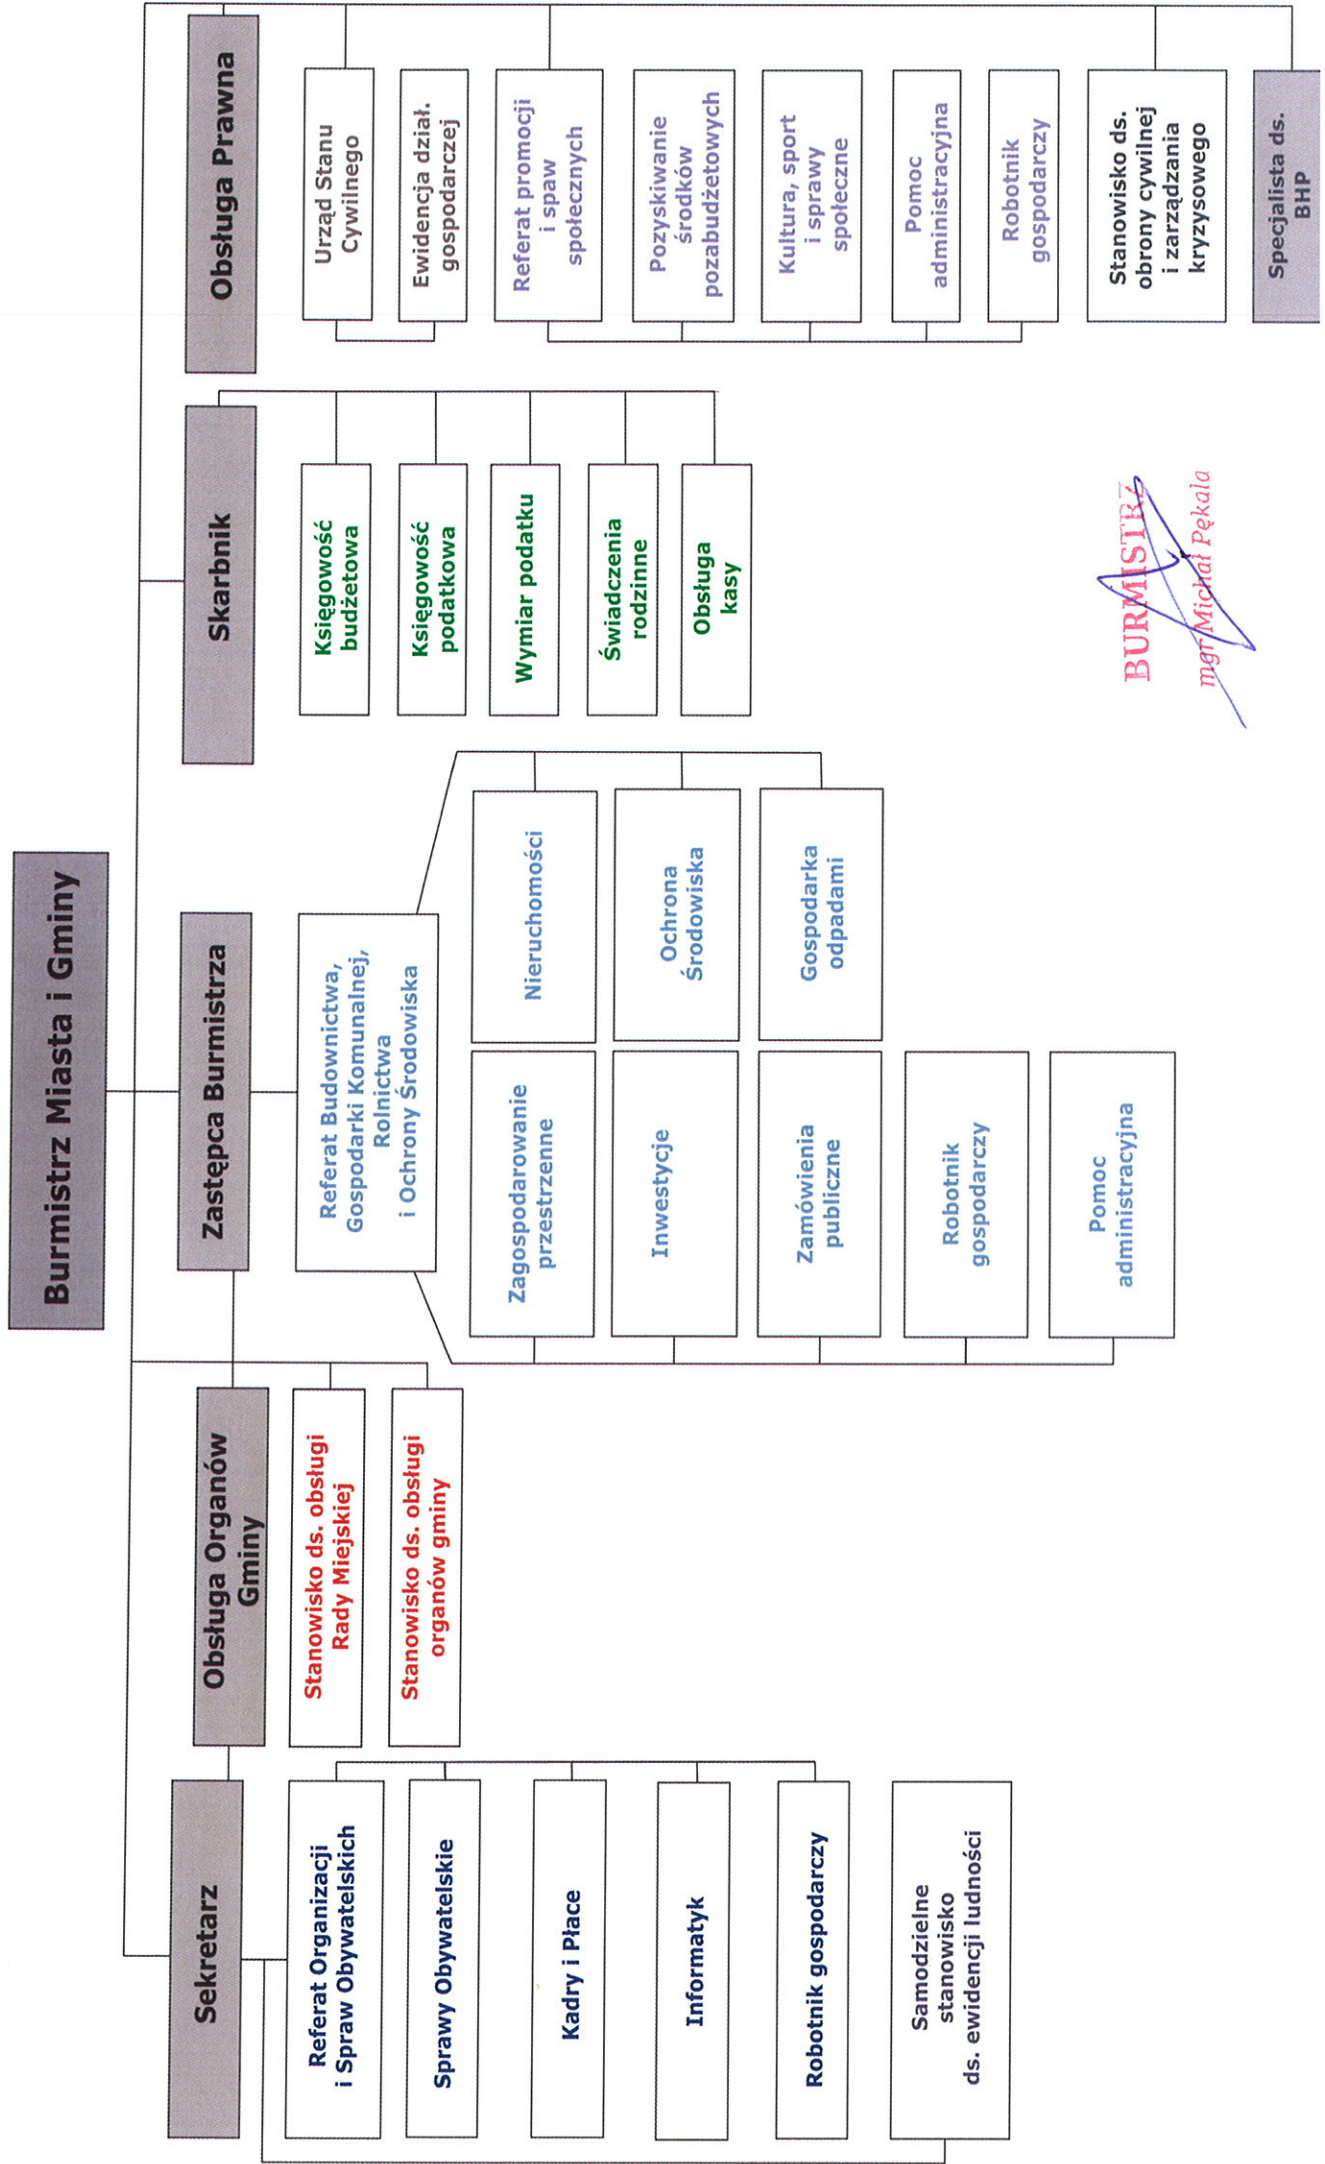 Burmistrz Miasta i Gminy
Sekretarz
Obsługa Organów
Gminy
Zastępca Burmistrza
Skarbnik
Obsługa Prawna
Referat Organizacji
i Spraw Obywatelskich
Sprawy Obywatelskie
Kadry i Płace
Informatyk
Robotnik gospodarczy
Samodzielne
stanowisko
ds. ewidencji ludności
Stanowisko ds. obsługi
Rady Miejskiej
Stanowisko ds. obsługi
organów gminy
Referat Budownictwa,
Gospodarki Komunalnej,
Rolnictwa
i Ochrony Środowiska
Zagospodarowanie
przestrzenne
Inwestycje
Zamówienia
publiczne
Robotnik
gospodarczy
Pomoc
administracyjna
Nieruchomości
Ochrona
Środowiska
Gospodarka
odpadami
Księgowość
budżetowa
Księgowość
podatkowa
Wymiar podatku
Świadczenia
rodzinne
Obsługa
kasy
Urząd Stanu
Cywilnego
Ewidencja dział.
gospodarczej
Referat promocji
i spaw
społecznych
Pozyskiwanie
środków
pozabudżetowych
Kultura, sport
i sprawy
społeczne
Pomoc
administracyjna
Robotnik
gospodarczy
Stanowisko ds.
obrony cywilnej
i zarządzania
kryzysowego
Specjalista ds.
BHP
BURMISTRZ
mgr Michał Pękala